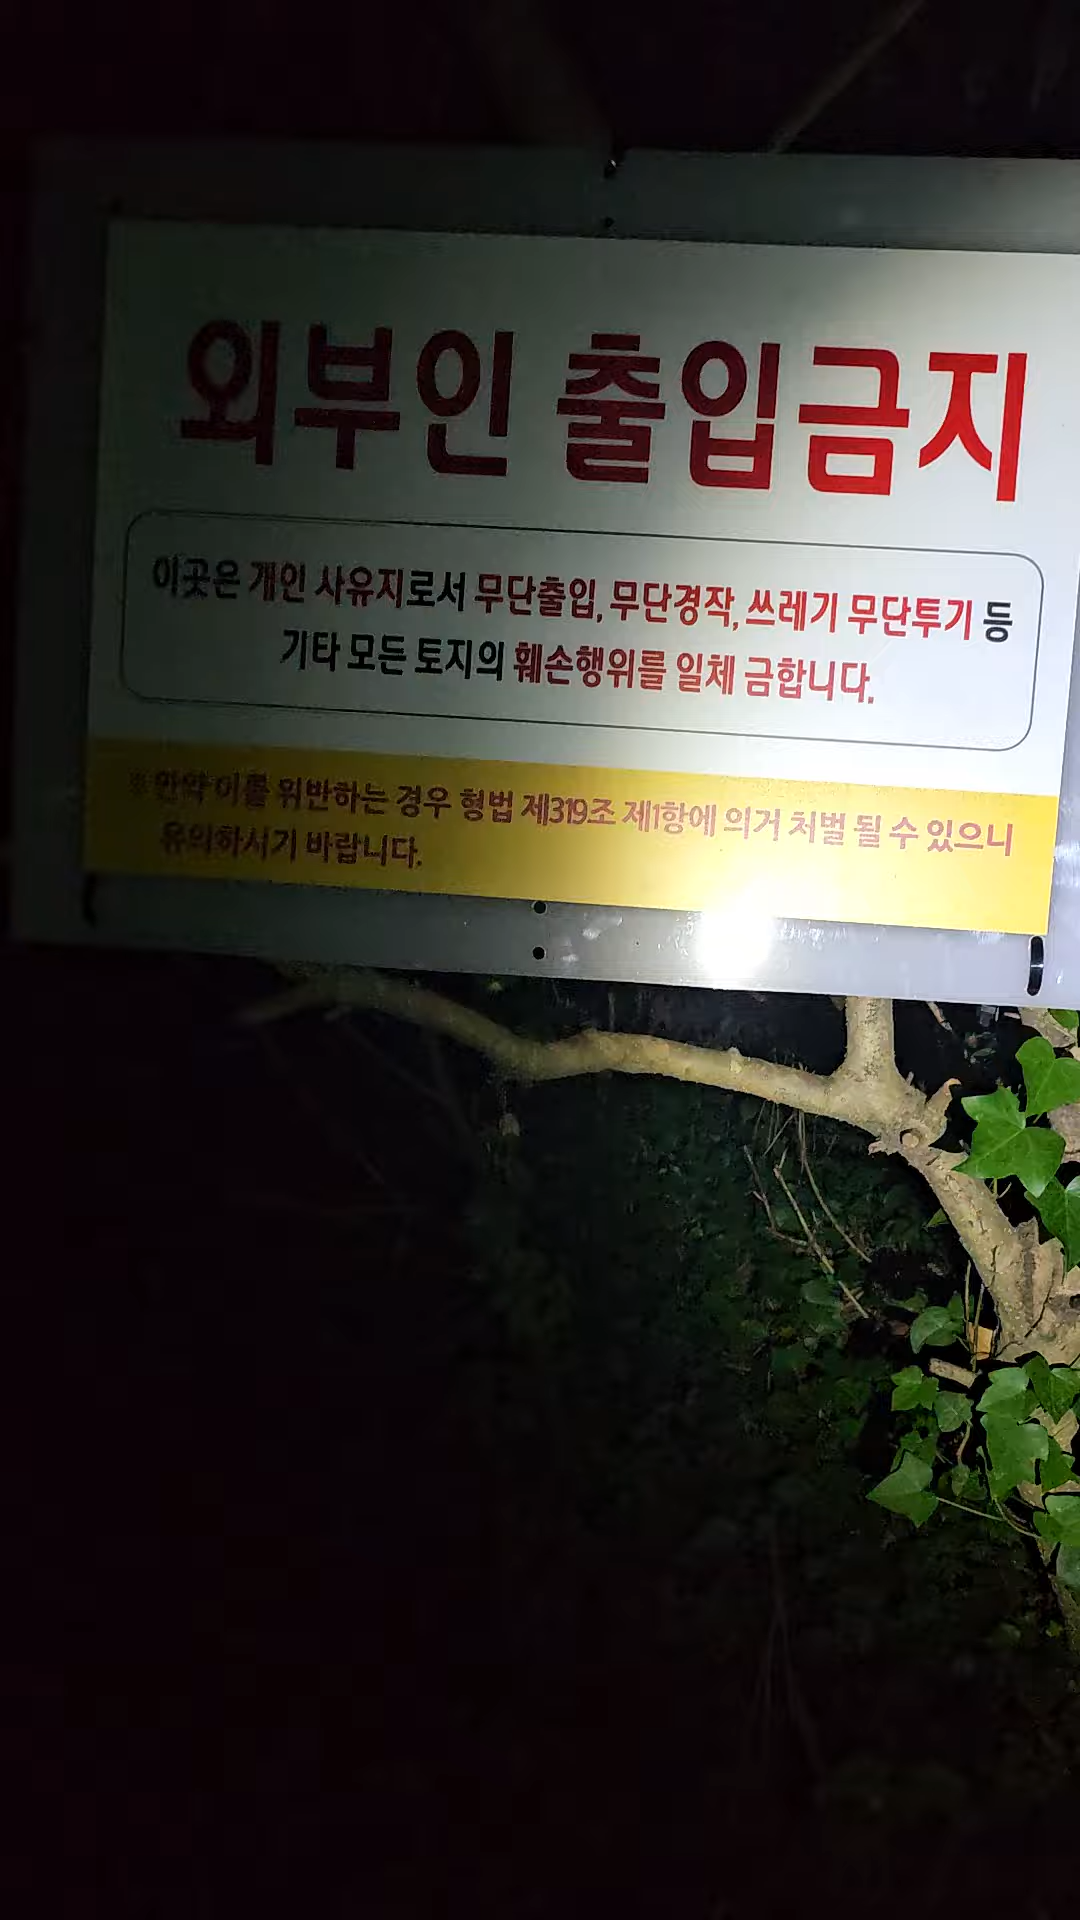 외부인 출입금지
이곳은 개인 사유지로서 무단출입, 무단경작, 쓰레기 무단투기 등
기타 모든 토지의 훼손행위를 일체 금합니다.
※ 만약 이를 위반하는 경우 형법 제319조 제1항에 의거 처벌 될 수 있으니
유의하시기 바랍니다.